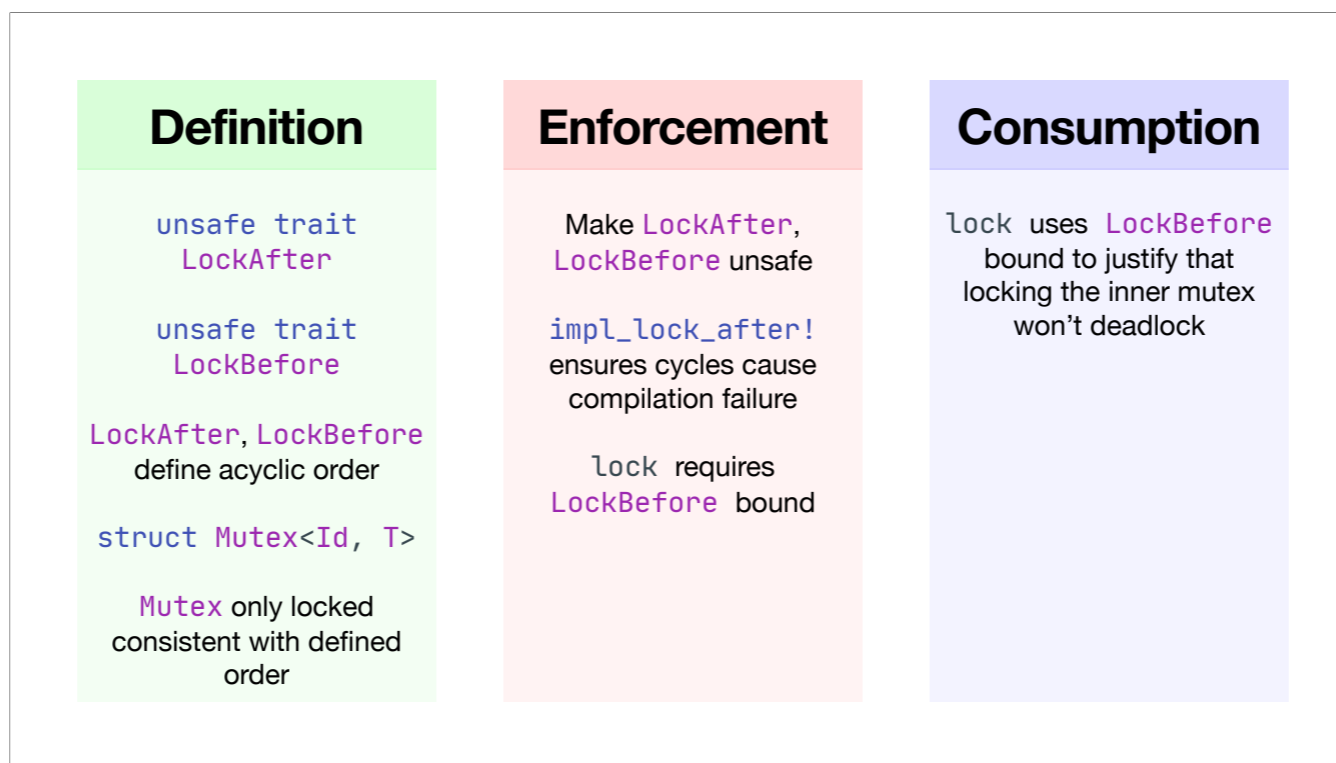 Definition
unsafe trait
LockAfter
unsafe trait
LockBefore
LockAfter, LockBefore
define acyclic order
struct Mutex<Id, T>
Mutex only locked
consistent with defined
order
Enforcement
Make LockAfter,
LockBefore unsafe
impl_lock_after!
ensures cycles cause
compilation failure
lock requires
LockBefore bound
Consumption
lock uses LockBefore
bound to justify that
locking the inner mutex
won’t deadlock